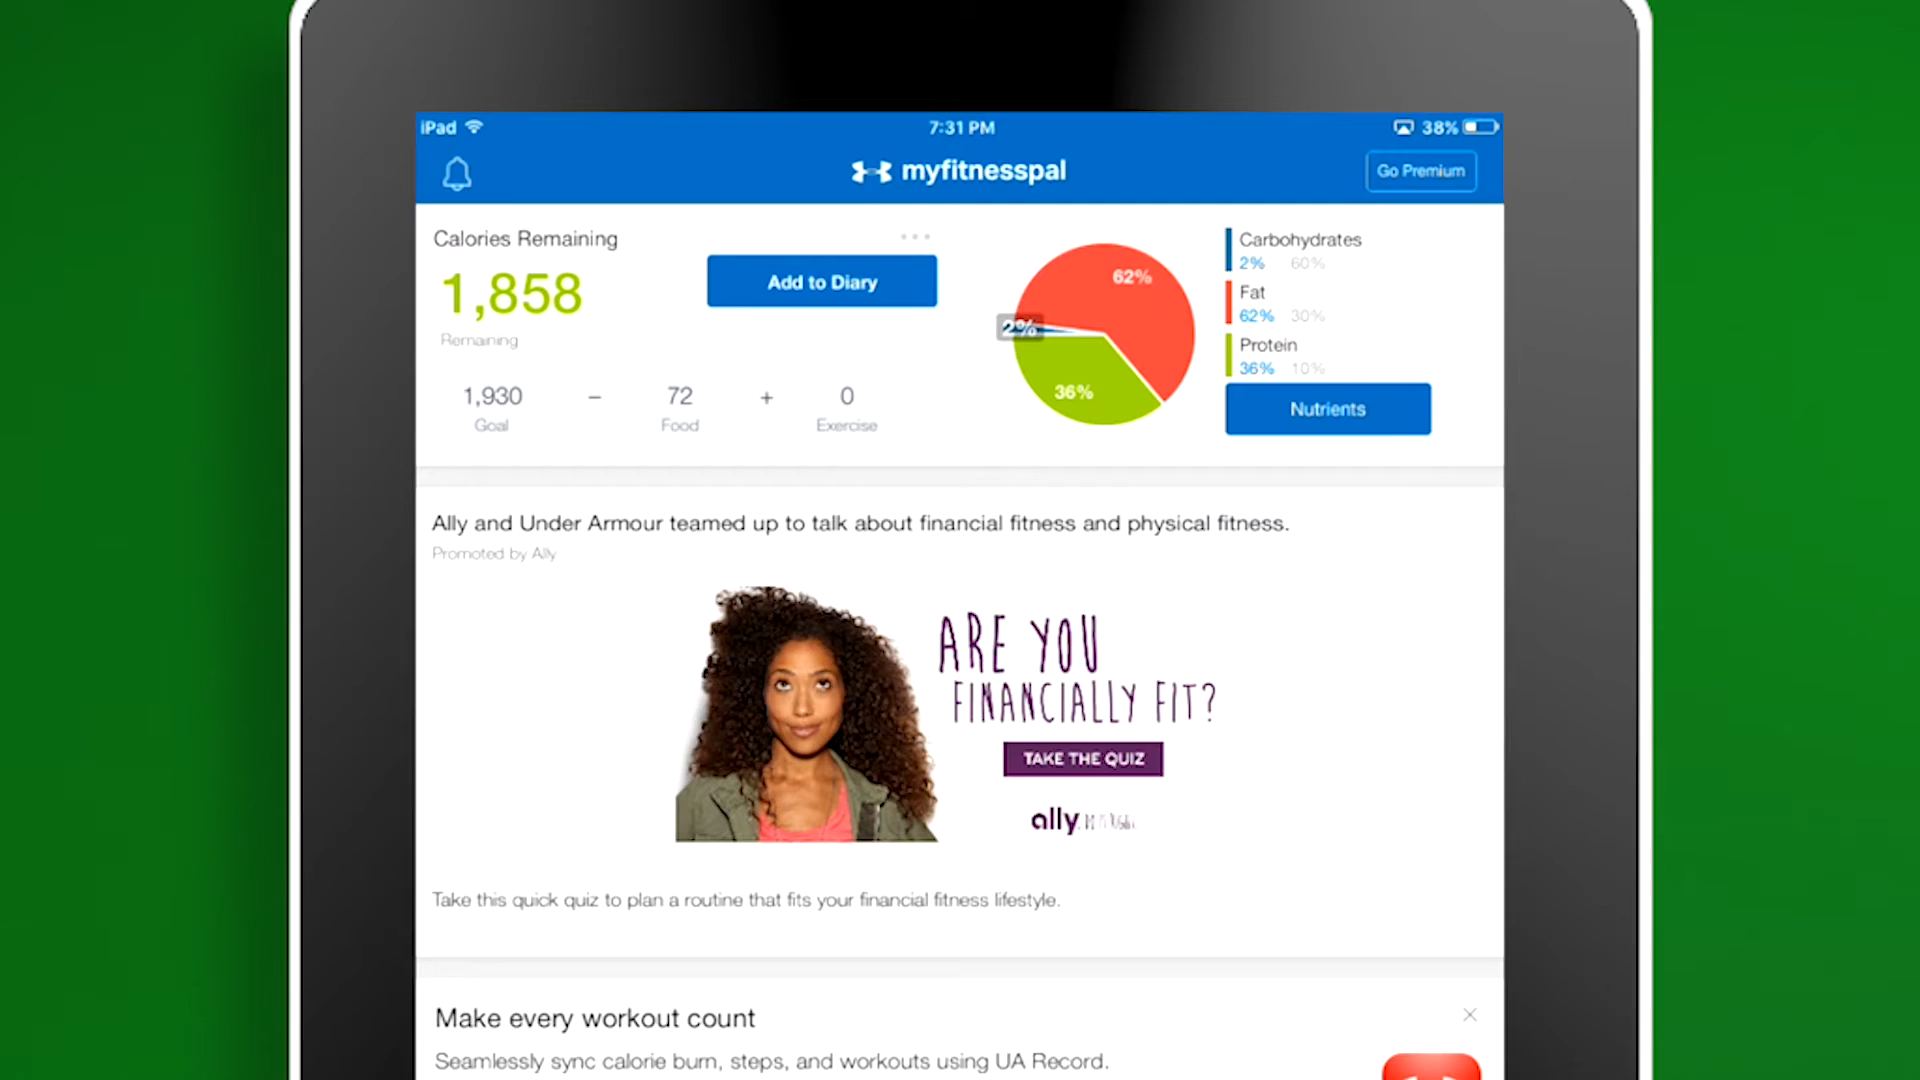 iPad 7:31 PM 38%
myfitnesspal
Go Premium
Calories Remaining
1,858
Remaining
Add to Diary
1,930 – 72 + 0
Goal Food Exercise
62%
2%
36%
Carbohydrates
2% 60%
Fat
62% 30%
Protein
36% 10%
Nutrients
Ally and Under Armour teamed up to talk about financial fitness and physical fitness.
Promoted by Ally
ARE YOU
FINANCIALLY FIT?
TAKE THE QUIZ
ally
Take this quick quiz to plan a routine that fits your financial fitness lifestyle.
Make every workout count
Seamlessly sync calorie burn, steps, and workouts using UA Record.